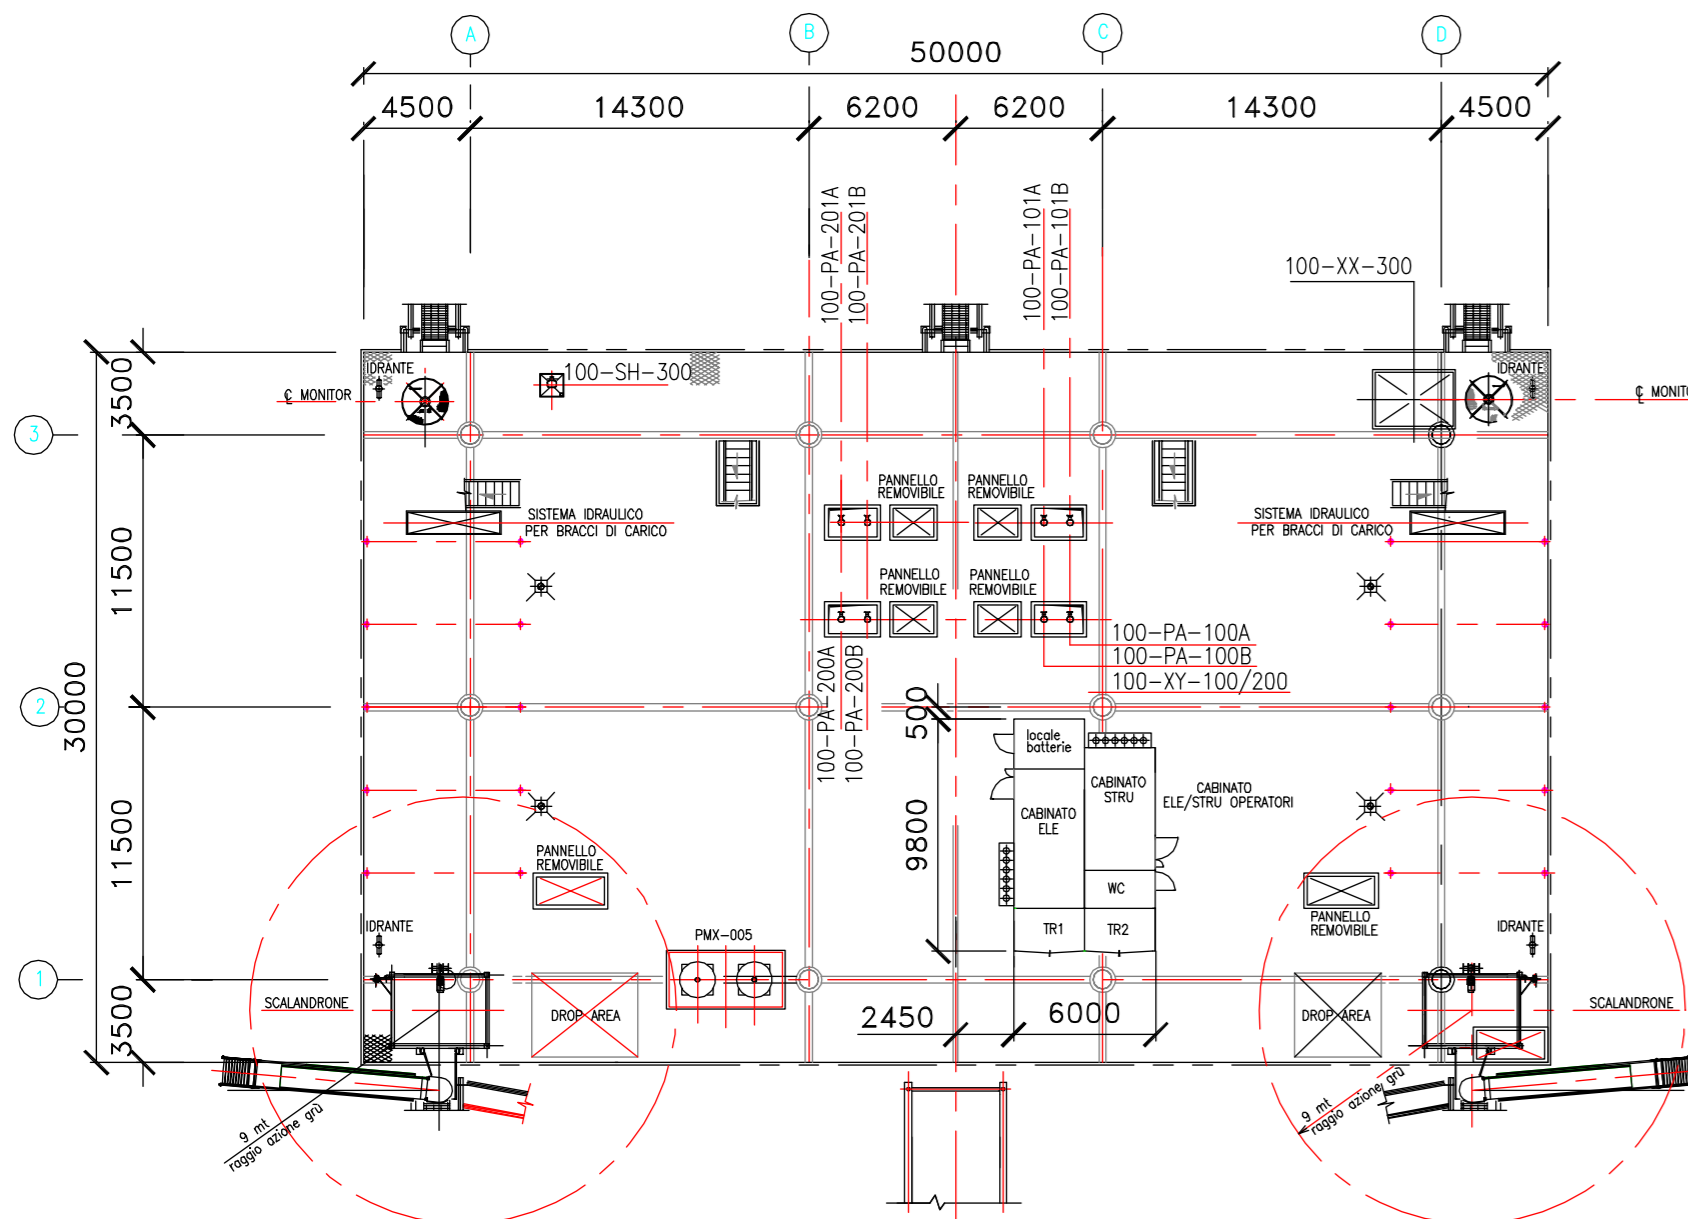 A
B
C
D
50000
4500
14300
6200
6200
14300
4500
100-PA-201A
100-PA-201B
100-PA-101A
100-PA-101B
100-XX-300
3500
IDRANTE
100-SH-300
IDRANTE
℄ MONITOR
℄ MONITO
3
PANNELLO
REMOVIBILE
PANNELLO
REMOVIBILE
SISTEMA IDRAULICO
PER BRACCI DI CARICO
SISTEMA IDRAULICO
PER BRACCI DI CARICO
11500
PANNELLO
REMOVIBILE
PANNELLO
REMOVIBILE
100-PA-100A
100-PA-100B
100-XY-100/200
30000
2
100-PA-200A
100-PA-200B
500
locale
batterie
CABINATO
STRU
CABINATO
ELE/STRU OPERATORI
CABINATO
ELE
9800
11500
PANNELLO
REMOVIBILE
WC
PANNELLO
REMOVIBILE
IDRANTE
PMX-005
TR1
TR2
IDRANTE
1
SCALANDRONE
DROP AREA
2450
6000
DROP AREA
SCALANDRONE
3500
9 mt
raggio azione grù
9 mt
raggio azione grù